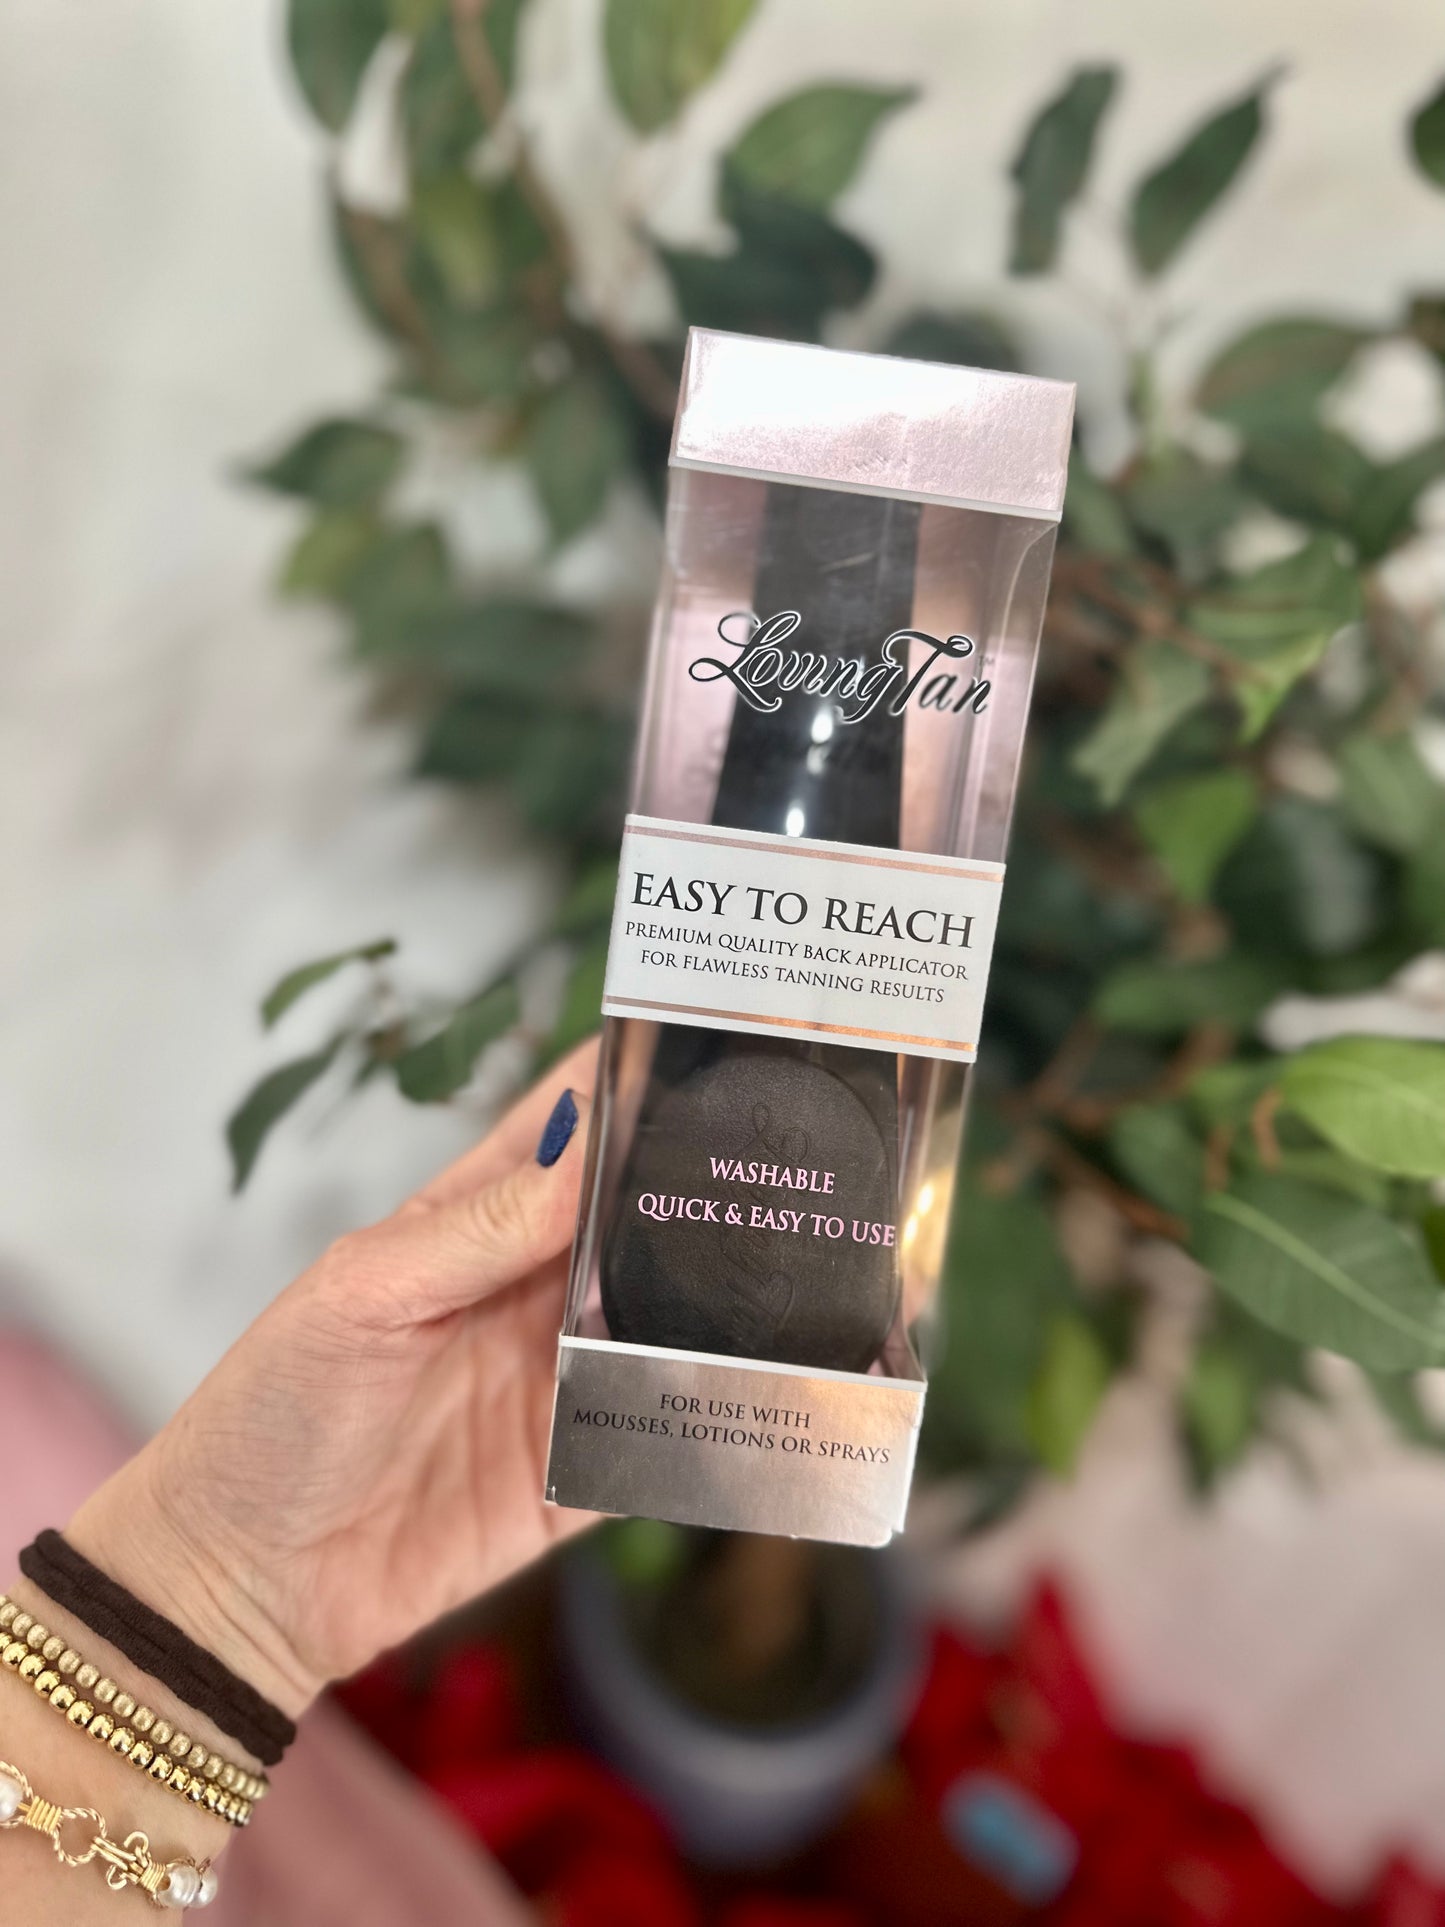 Loving Tan™
EASY TO REACH
PREMIUM QUALITY BACK APPLICATOR
FOR FLAWLESS TANNING RESULTS
WASHABLE
QUICK & EASY TO USE
FOR USE WITH
MOUSSES, LOTIONS OR SPRAYS